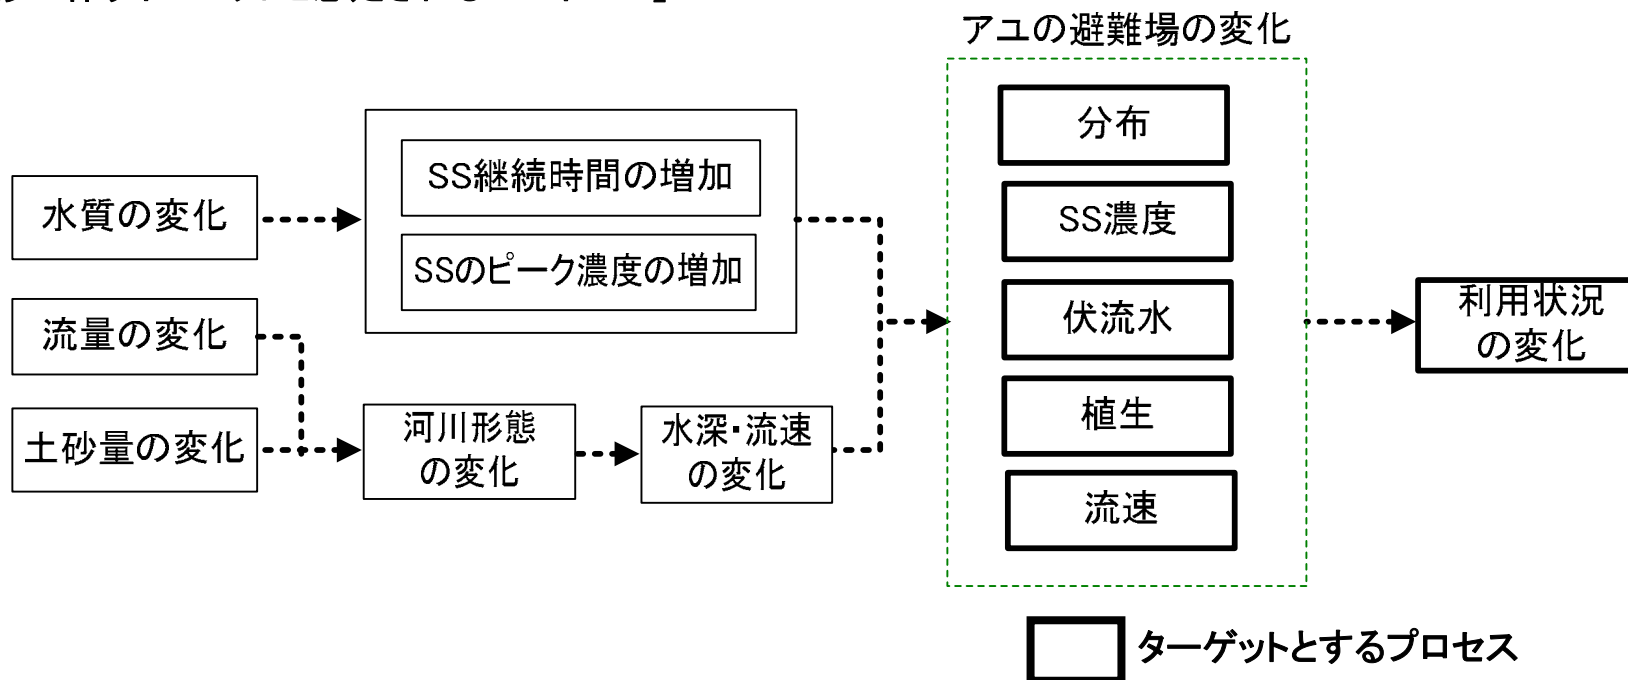 アユの避難場の変化
分布
SS継続時間の増加
水質の変化
SS濃度
SSのピーク濃度の増加
流量の変化
伏流水
利用状況
の変化
土砂量の変化
河川形態
の変化
水深・流速
の変化
植生
流速
ターゲットとするプロセス